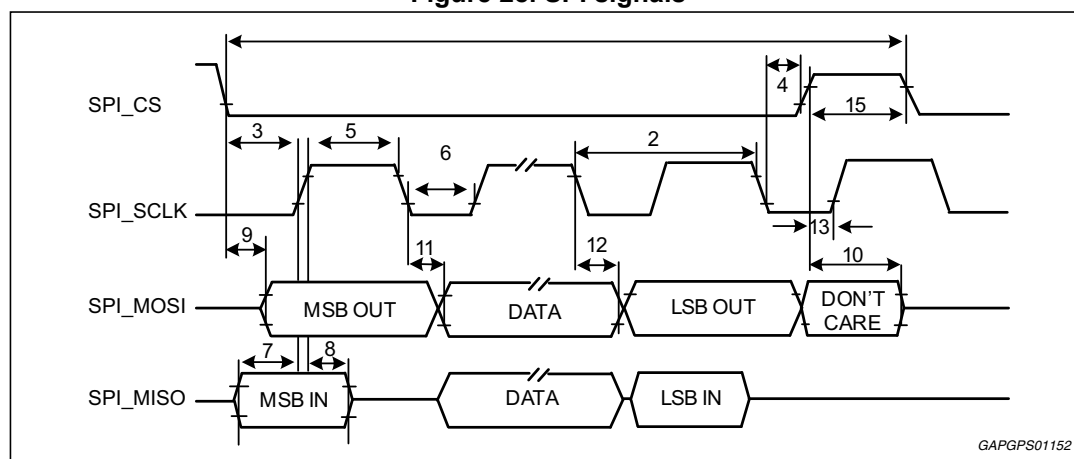 Figure SPI signals
4
SPI_CS
15
3
5
6
2
SPI_SCLK
13
9
11
12
10
SPI_MOSI
MSB OUT
DATA
LSB OUT
DON'T
CARE
7
8
SPI_MISO
MSB IN
DATA
LSB IN
GAPGPS01152